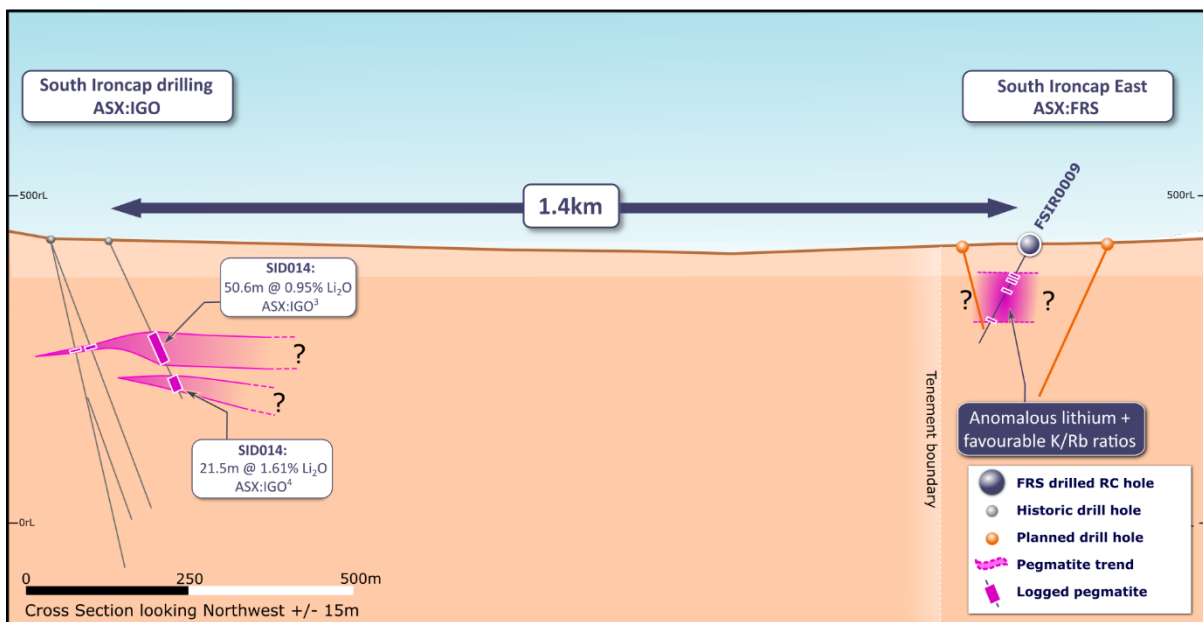 South Ironcap drilling
ASX:IGO
South Ironcap East
ASX:FRS
500rL
500rL
1.4km
FSIR0009
SID014:
50.6m @ 0.95% Li₂O
ASX:IGO³
?
?
?
?
SID014:
21.5m @ 1.61% Li₂O
ASX:IGO⁴
Tenement boundary
Anomalous lithium +
favourable K/Rb ratios
FRS drilled RC hole
Historic drill hole
Planned drill hole
Pegmatite trend
Logged pegmatite
0rL
0
250
500m
Cross Section looking Northwest +/- 15m